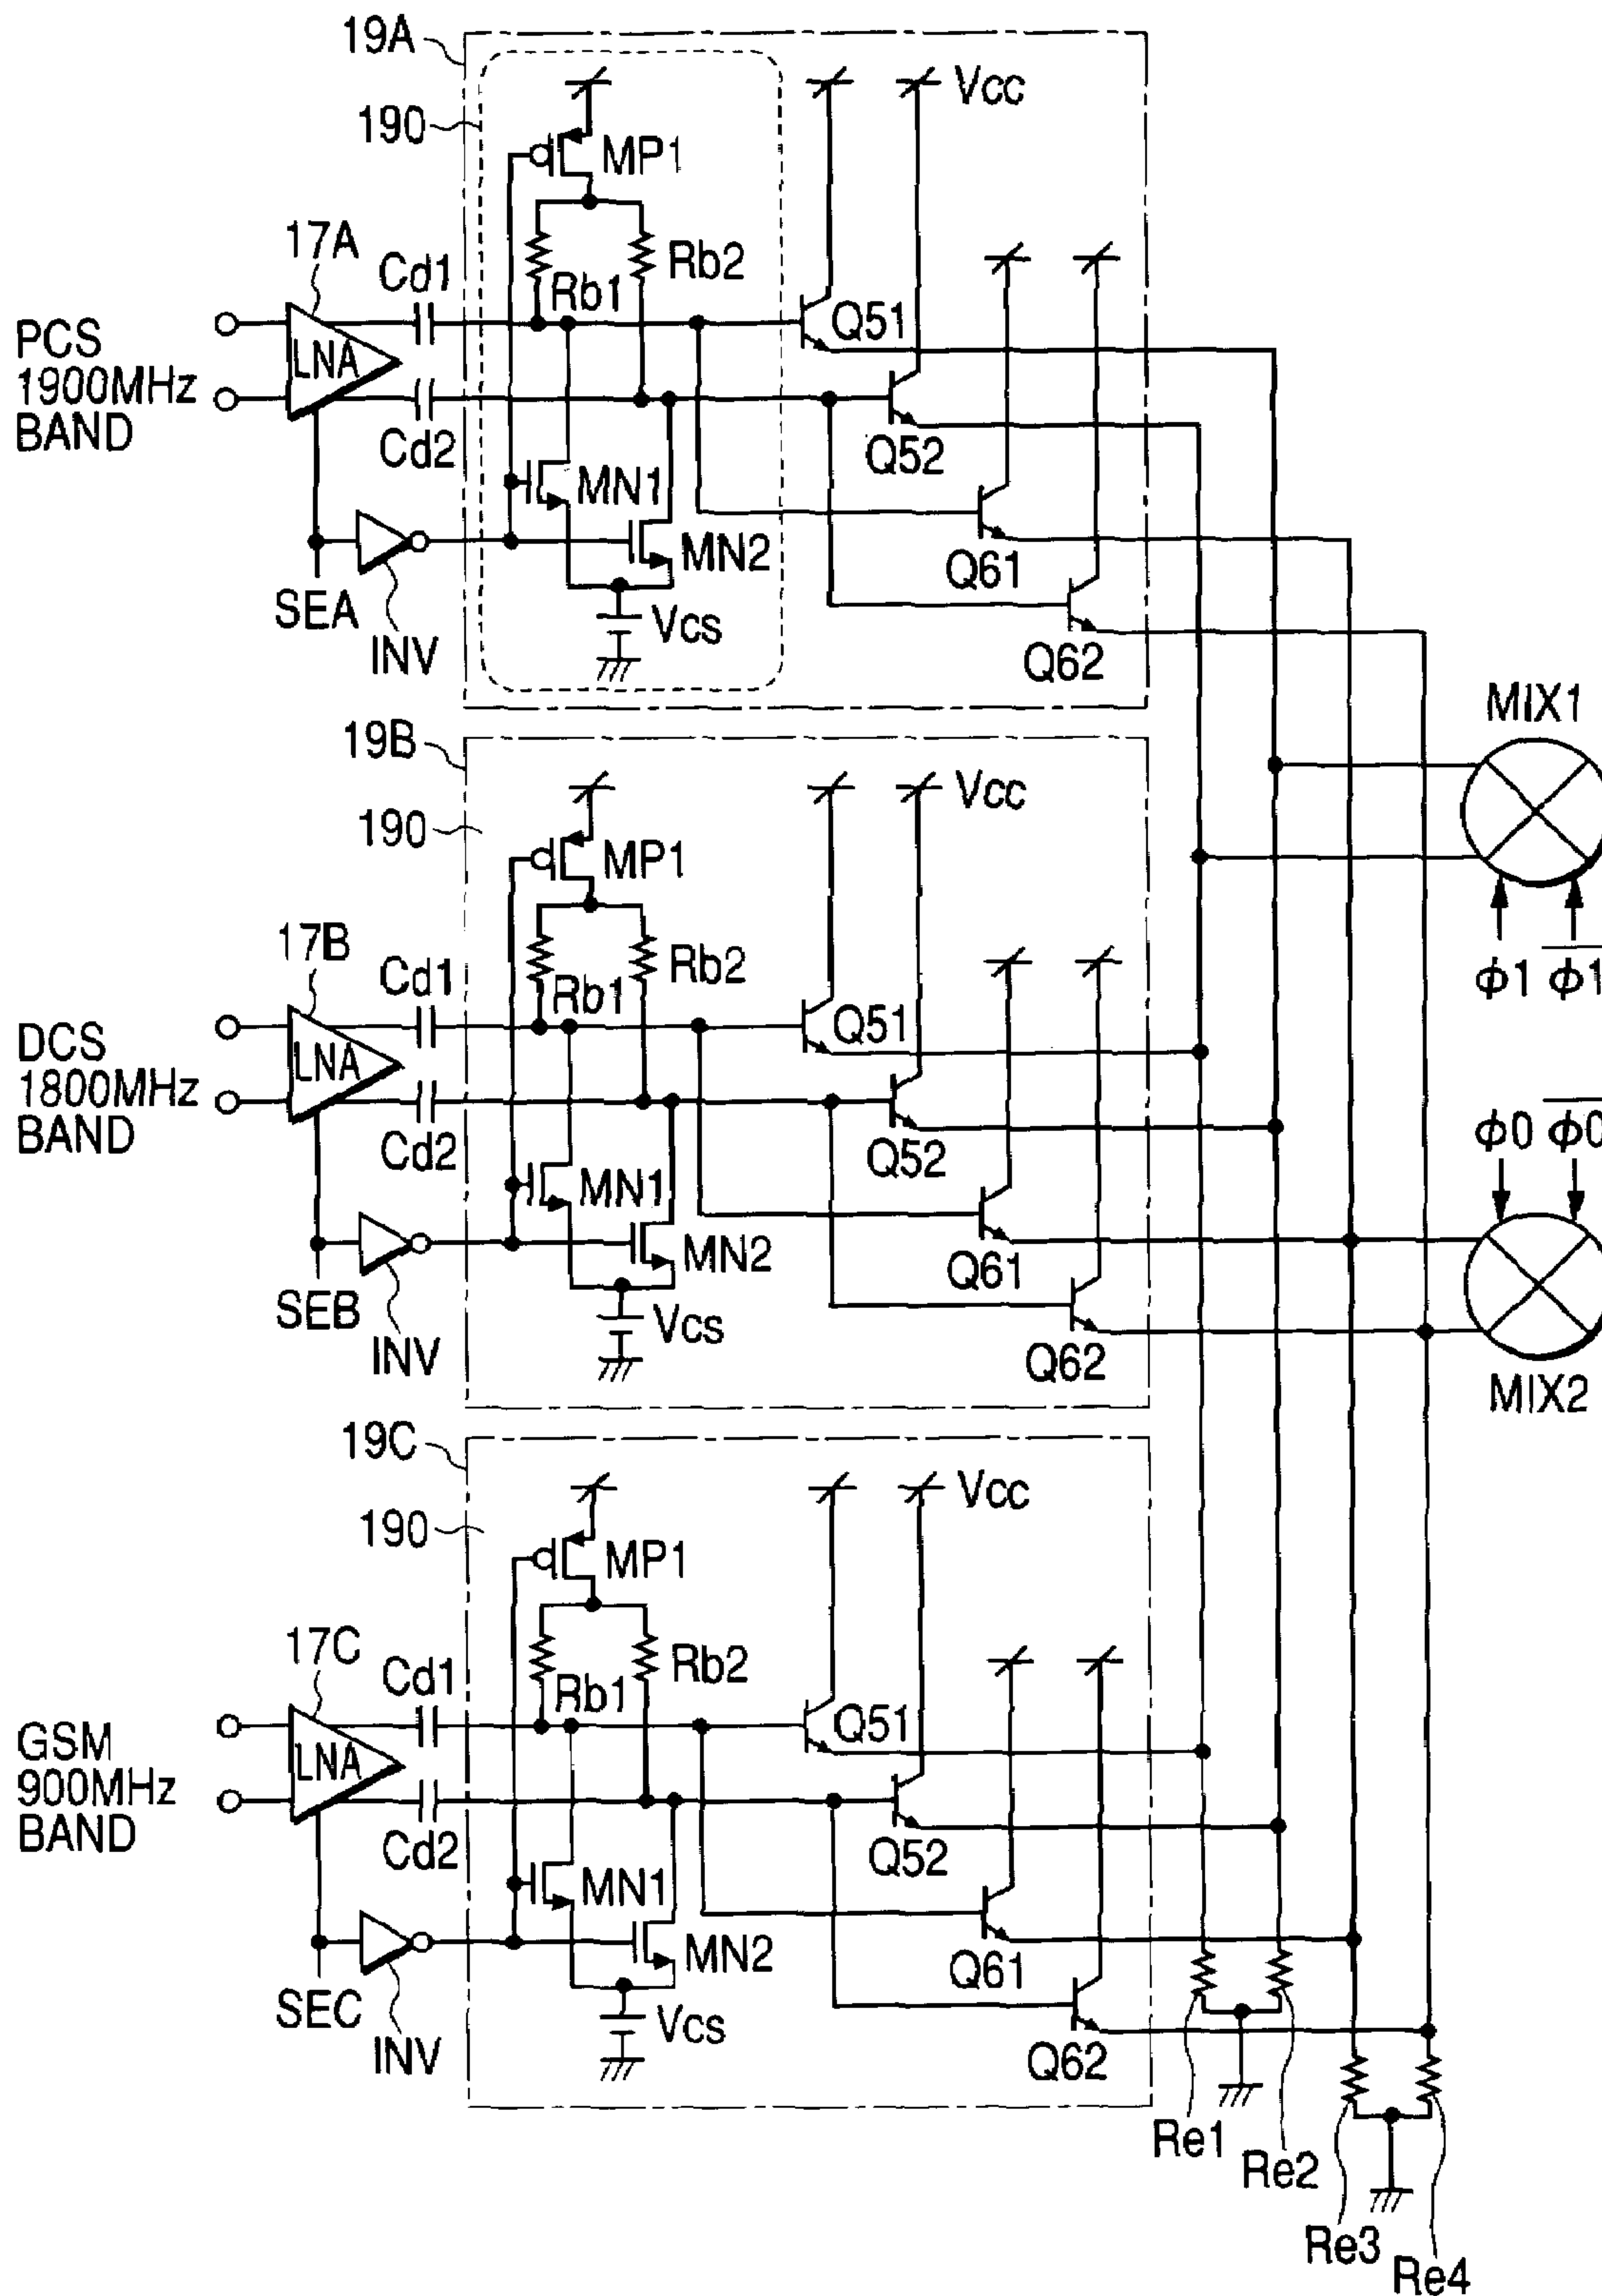 19A
190
MP1
Vcc
17A
Cd1
Rb1
Rb2
Q51
PCS
1900MHz
BAND
LNA
Cd2
Q52
MN1
MN2
Q61
SEA
INV
Vcs
Q62
MIX1
19B
190
MP1
Vcc
17B
Cd1
Rb1
Rb2
Q51
φ1 φ1
DCS
1800MHz
BAND
LNA
Cd2
Q52
φ0 φ0
MN1
MN2
Q61
SEB
INV
Vcs
Q62
MIX2
19C
190
MP1
Vcc
17C
Cd1
Rb1
Rb2
Q51
GSM
900MHz
BAND
LNA
Cd2
Q52
MN1
MN2
Q61
SEC
INV
Vcs
Q62
Re1
Re2
Re3
Re4